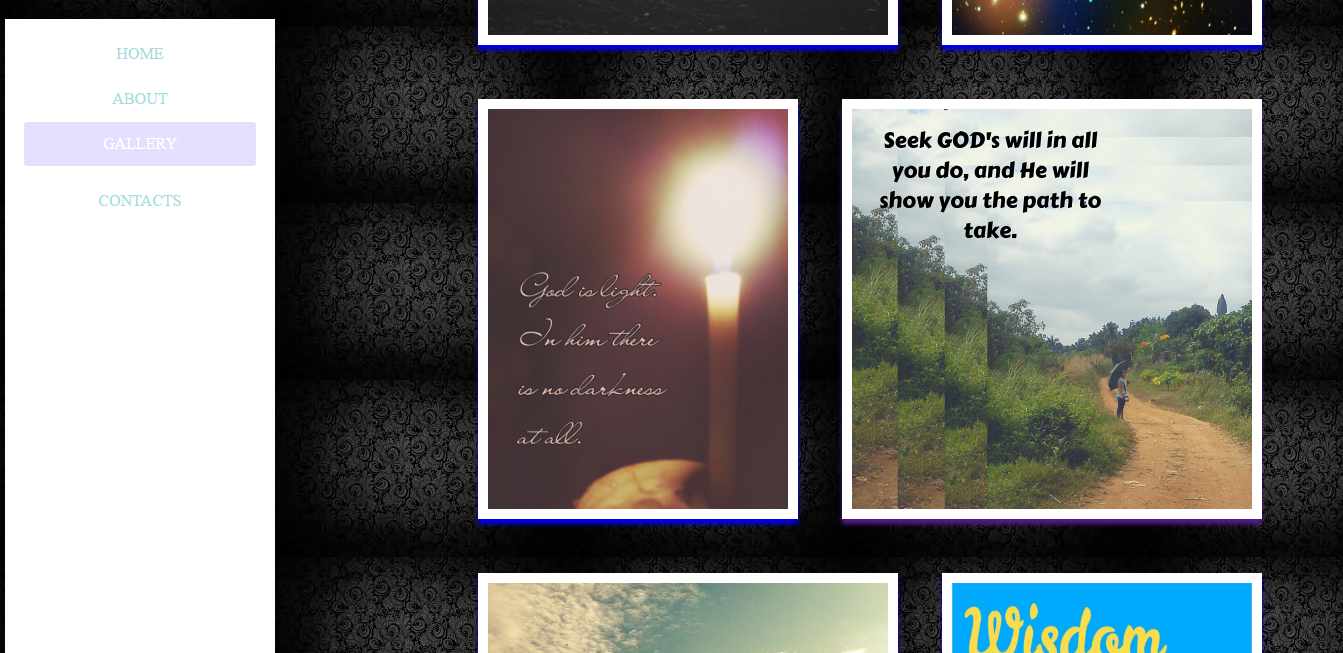 HOME
ABOUT
GALLERY
CONTACTS
God is light.
In him there
is no darkness
at all.
Seek GOD's will in all
you do, and He will
show you the path to
take.
Wisdom